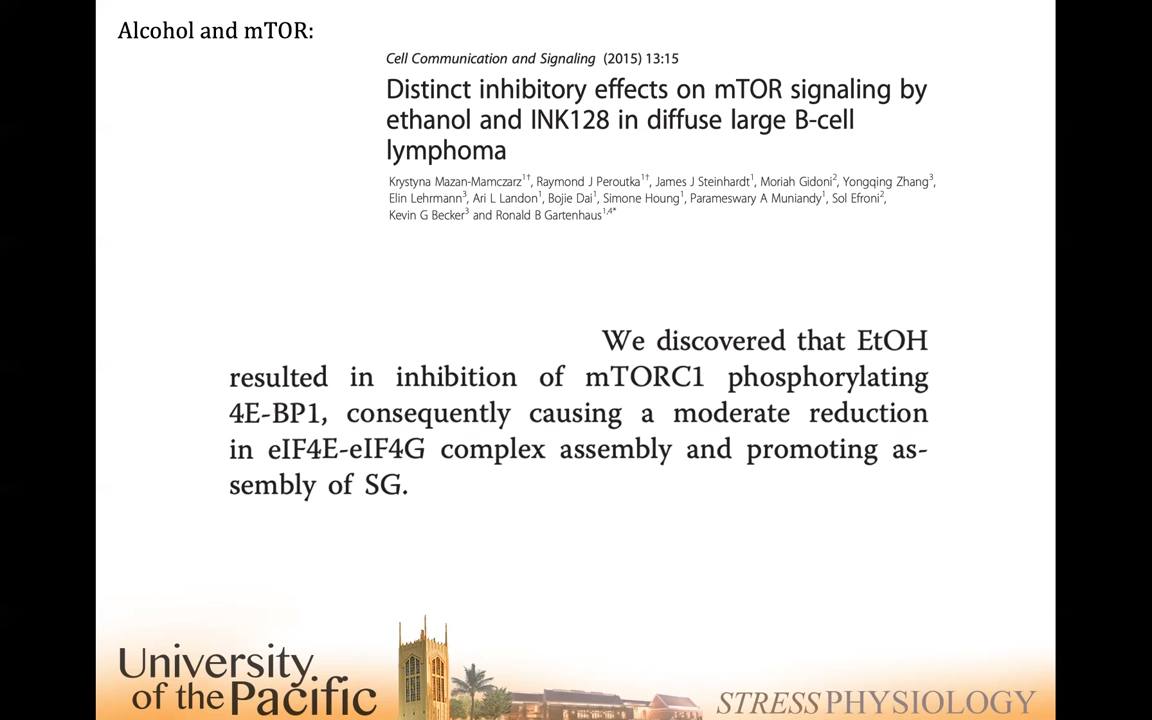 Alcohol and mTOR:
Cell Communication and Signaling (2015) 13:15
Distinct inhibitory effects on mTOR signaling by
ethanol and INK128 in diffuse large B-cell
lymphoma
Krystyna Mazan-Mamczarz1†, Raymond J Peroutka1†, James J Steinhardt1, Moriah Gidoni2, Yongqing Zhang3,
Elin Lehrmann3, Ari L Landon1, Bojie Dai1, Simone Houng1, Parameswary A Muniandy1, Sol Efroni2,
Kevin G Becker3 and Ronald B Gartenhaus1,4*
We discovered that EtOH
resulted in inhibition of mTORC1 phosphorylating
4E-BP1, consequently causing a moderate reduction
in eIF4E-eIF4G complex assembly and promoting as-
sembly of SG.
University
of the Pacific
STRESSPHYSIOLOGY